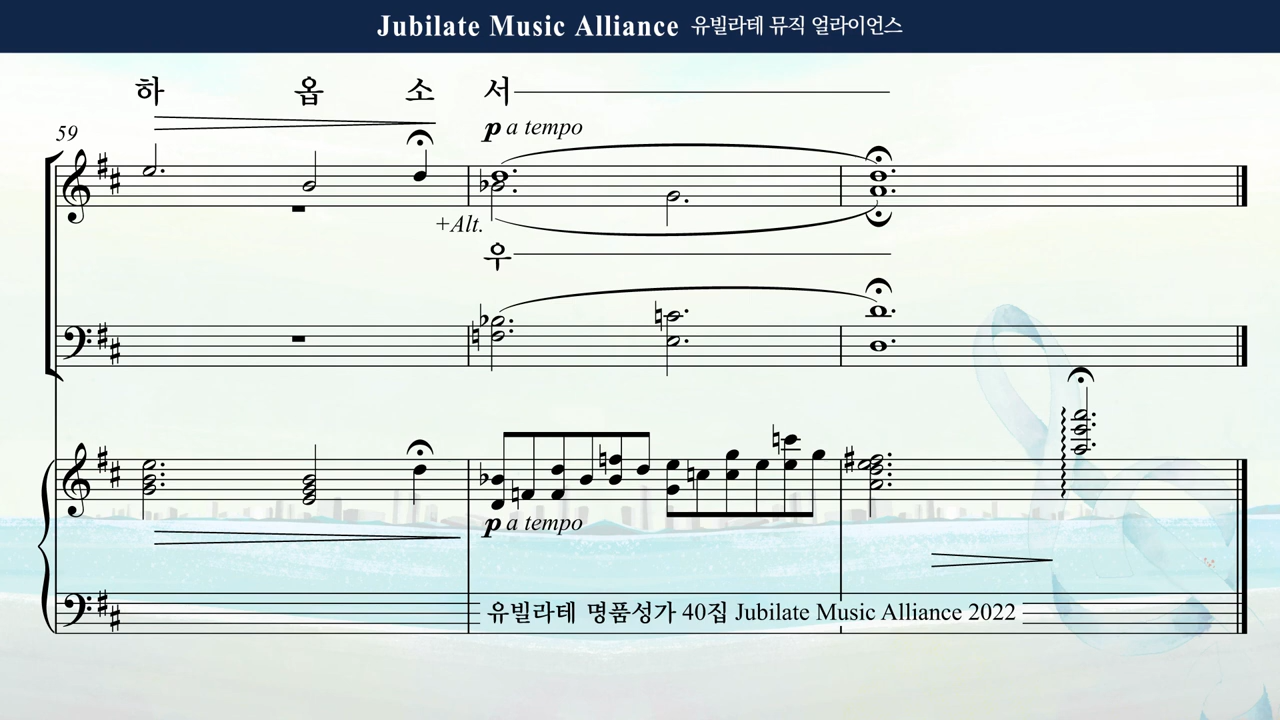 Jubilate Music Alliance 유빌라테 뮤직 얼라이언스
하 옵 소 서
59
p a tempo
+Alt.
우
p a tempo
유빌라테 명품성가 40집 Jubilate Music Alliance 2022